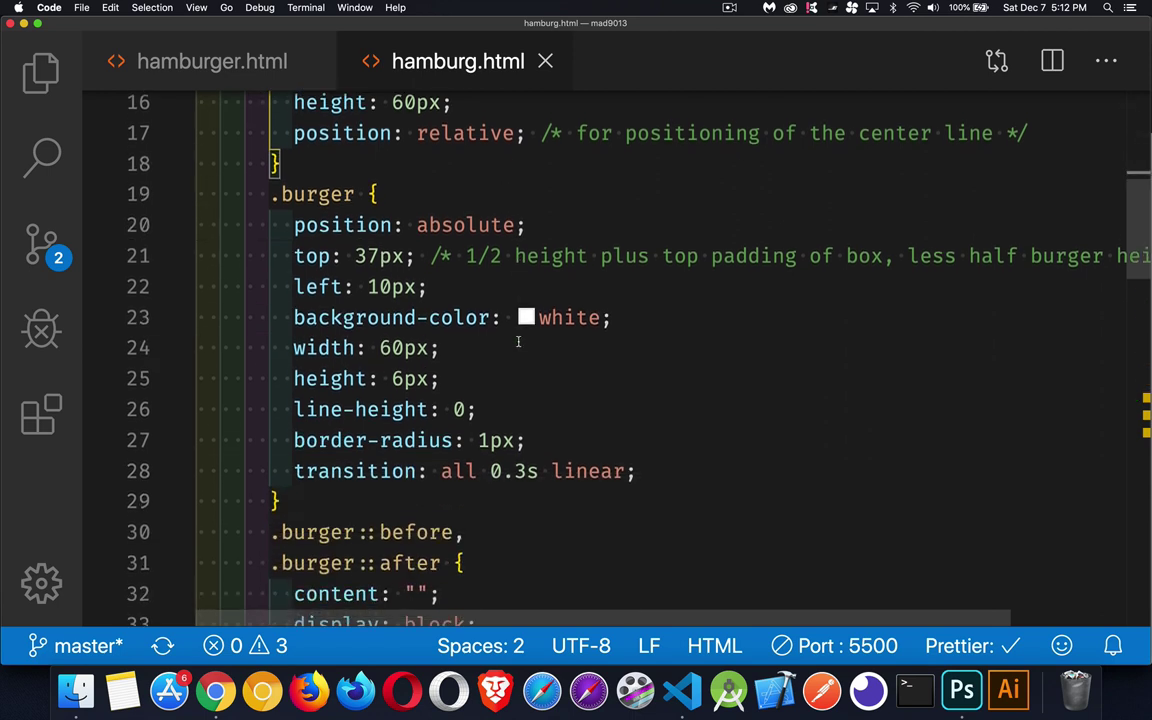 Code File Edit Selection View Go Debug Terminal Window Help 100% Sat Dec 7 5:12 PM
hamburg.html — mad9013
hamburger.html hamburg.html
16 height: 60px;
17 position: relative; /* for positioning of the center line */
18 }
19 .burger {
20 position: absolute;
21 top: 37px; /* 1/2 height plus top padding of box, less half burger hei
22 left: 10px;
23 background-color: white;
24 width: 60px;
25 height: 6px;
26 line-height: 0;
27 border-radius: 1px;
28 transition: all 0.3s linear;
29 }
30 .burger::before,
31 .burger::after {
32 content: "";
33 display: block;
2
master* 0 3 Spaces: 2 UTF-8 LF HTML Port : 5500 Prettier: ✓
6
Ps Ai